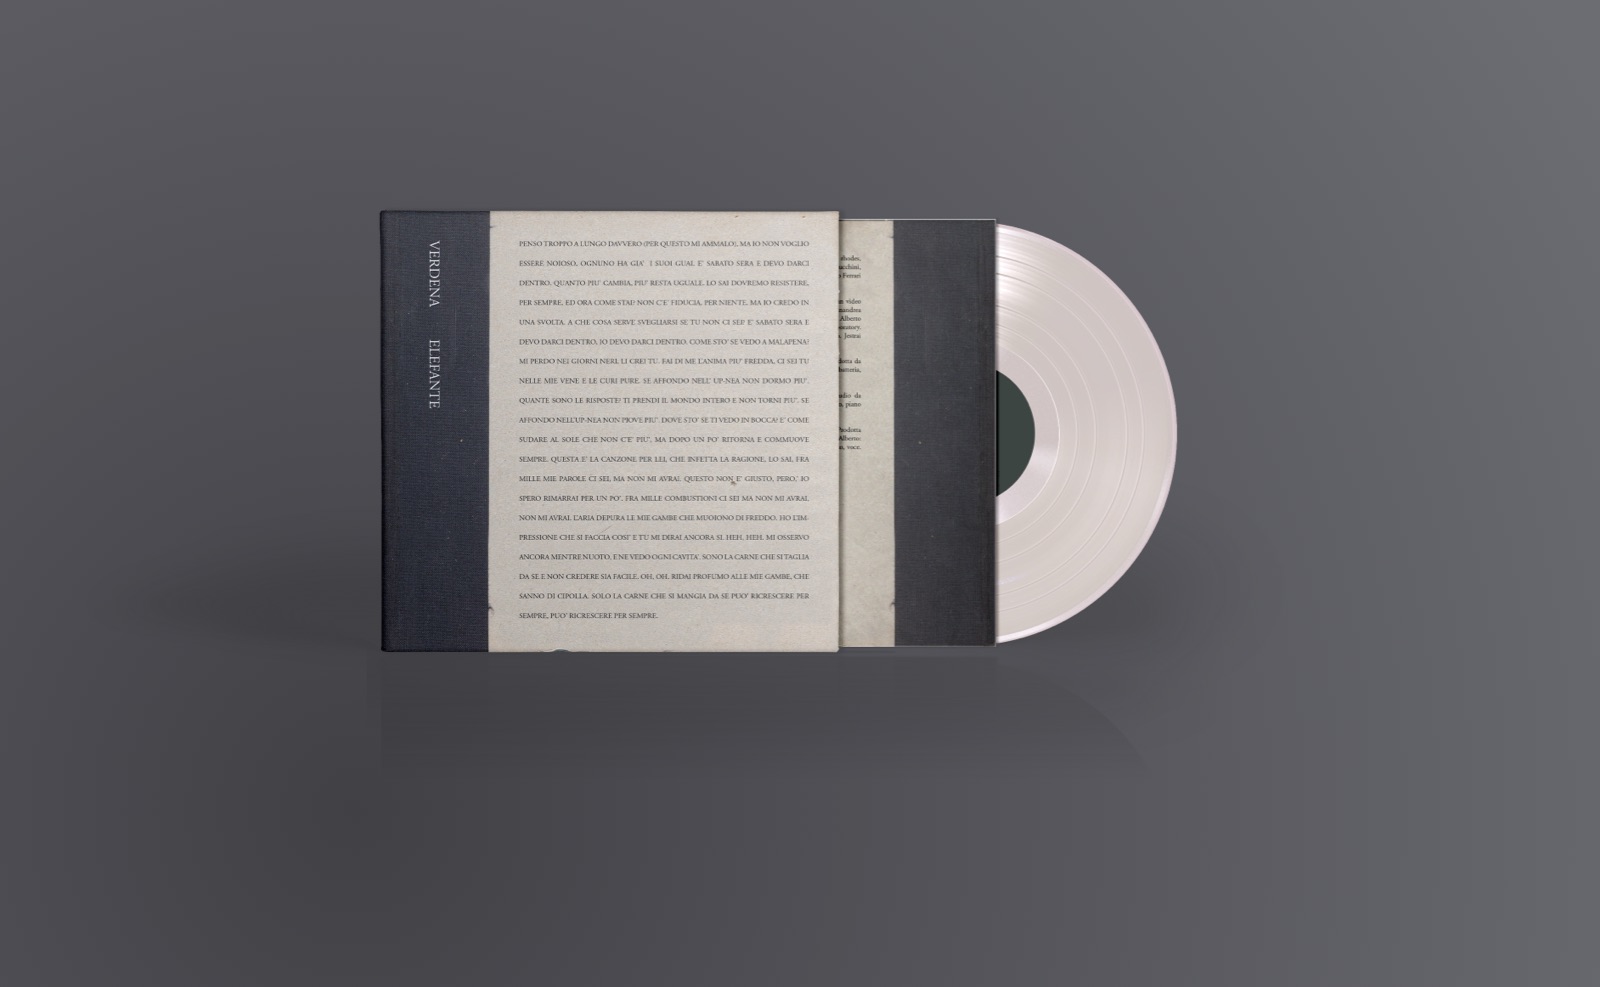 VERDENA ELEFANTE
PENSO TROPPO A LUNGO DAVVERO (PER QUESTO MI AMMALO), MA IO NON VOGLIO
ESSERE NOIOSO, OGNUNO HA GIA' I SUOI GUAI. E' SABATO SERA E DEVO DARCI
DENTRO. QUANTO PIU' CAMBIA, PIU' RESTA UGUALE. LO SAI DOVREMO RESISTERE,
PER SEMPRE, ED ORA COME STAI? NON C'E' FIDUCIA, PER NIENTE. MA IO CREDO IN
UNA SVOLTA. A CHE COSA SERVE SVEGLIARSI SE TU NON CI SEI? E' SABATO SERA E
DEVO DARCI DENTRO, IO DEVO DARCI DENTRO. COME STO? SE VEDO A MALAPENA!
MI PERDO NEI GIORNI NERI, LI CREI TU. FAI DI ME L'ANIMA PIU' FREDDA, CI SEI TU
NELLE MIE VENE E LE CURI PURE. SE AFFONDO NELL' UP-NEA NON DORMO PIU'.
QUANTE SONO LE RISPOSTE? TI PRENDI IL MONDO INTERO E NON TORNI PIU'. SE
AFFONDO NELL'UP-NEA NON PIOVE PIU'. DOVE STO? SE TI VEDO IN BOCCA! E' COME
SUDARE AL SOLE CHE NON C'E' PIU', MA DOPO UN PO' RITORNA E COMMUOVE
SEMPRE. QUESTA E' LA CANZONE PER LEI, CHE INFETTA LA RAGIONE, LO SAI, FRA
MILLE MIE PAROLE CI SEI, MA NON MI AVRAI. QUESTO NON E' GIUSTO, PERO,' IO
SPERO RIMARRAI PER UN PO'. FRA MILLE COMBUSTIONI CI SEI MA NON MI AVRAI,
NON MI AVRAI. L'ARIA DEPURA LE MIE GAMBE CHE MUOIONO DI FREDDO. HO L'IM-
PRESSIONE CHE SI FACCIA COSI' E TU MI DIRAI ANCORA SI. HEH, HEH. MI OSSERVO
ANCORA MENTRE NUOTO, E NE VEDO OGNI CAVITA'. SONO LA CARNE CHE SI TAGLIA
DA SE E NON CREDERE SIA FACILE, OH, OH. RIDAI PROFUMO ALLE MIE GAMBE, CHE
SANNO DI CIPOLLA. SOLO LA CARNE CHE SI MANGIA DA SE PUO' RICRESCERE PER
SEMPRE, PUO' RICRESCERE PER SEMPRE.
rhodes,
Ferrari
in video
Alberto
da
batteria,
da
piano
Prodotta
Alberto:
voce.